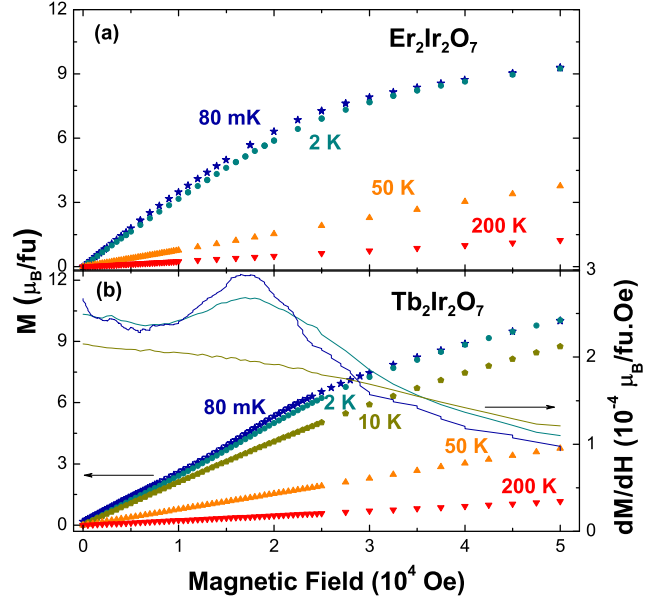 12
(a)
Er₂Ir₂O₇
9
80 mK
6
2 K
50 K
3
200 K
0
M (μ_B/fu)
12
(b)
Tb₂Ir₂O₇
3
9
2
6
80 mK
2 K
10 K
50 K
1
3
200 K
0
0
dM/dH (10⁻⁴ μ_B/fu.Oe)
0 1 2 3 4 5
Magnetic Field (10⁴ Oe)